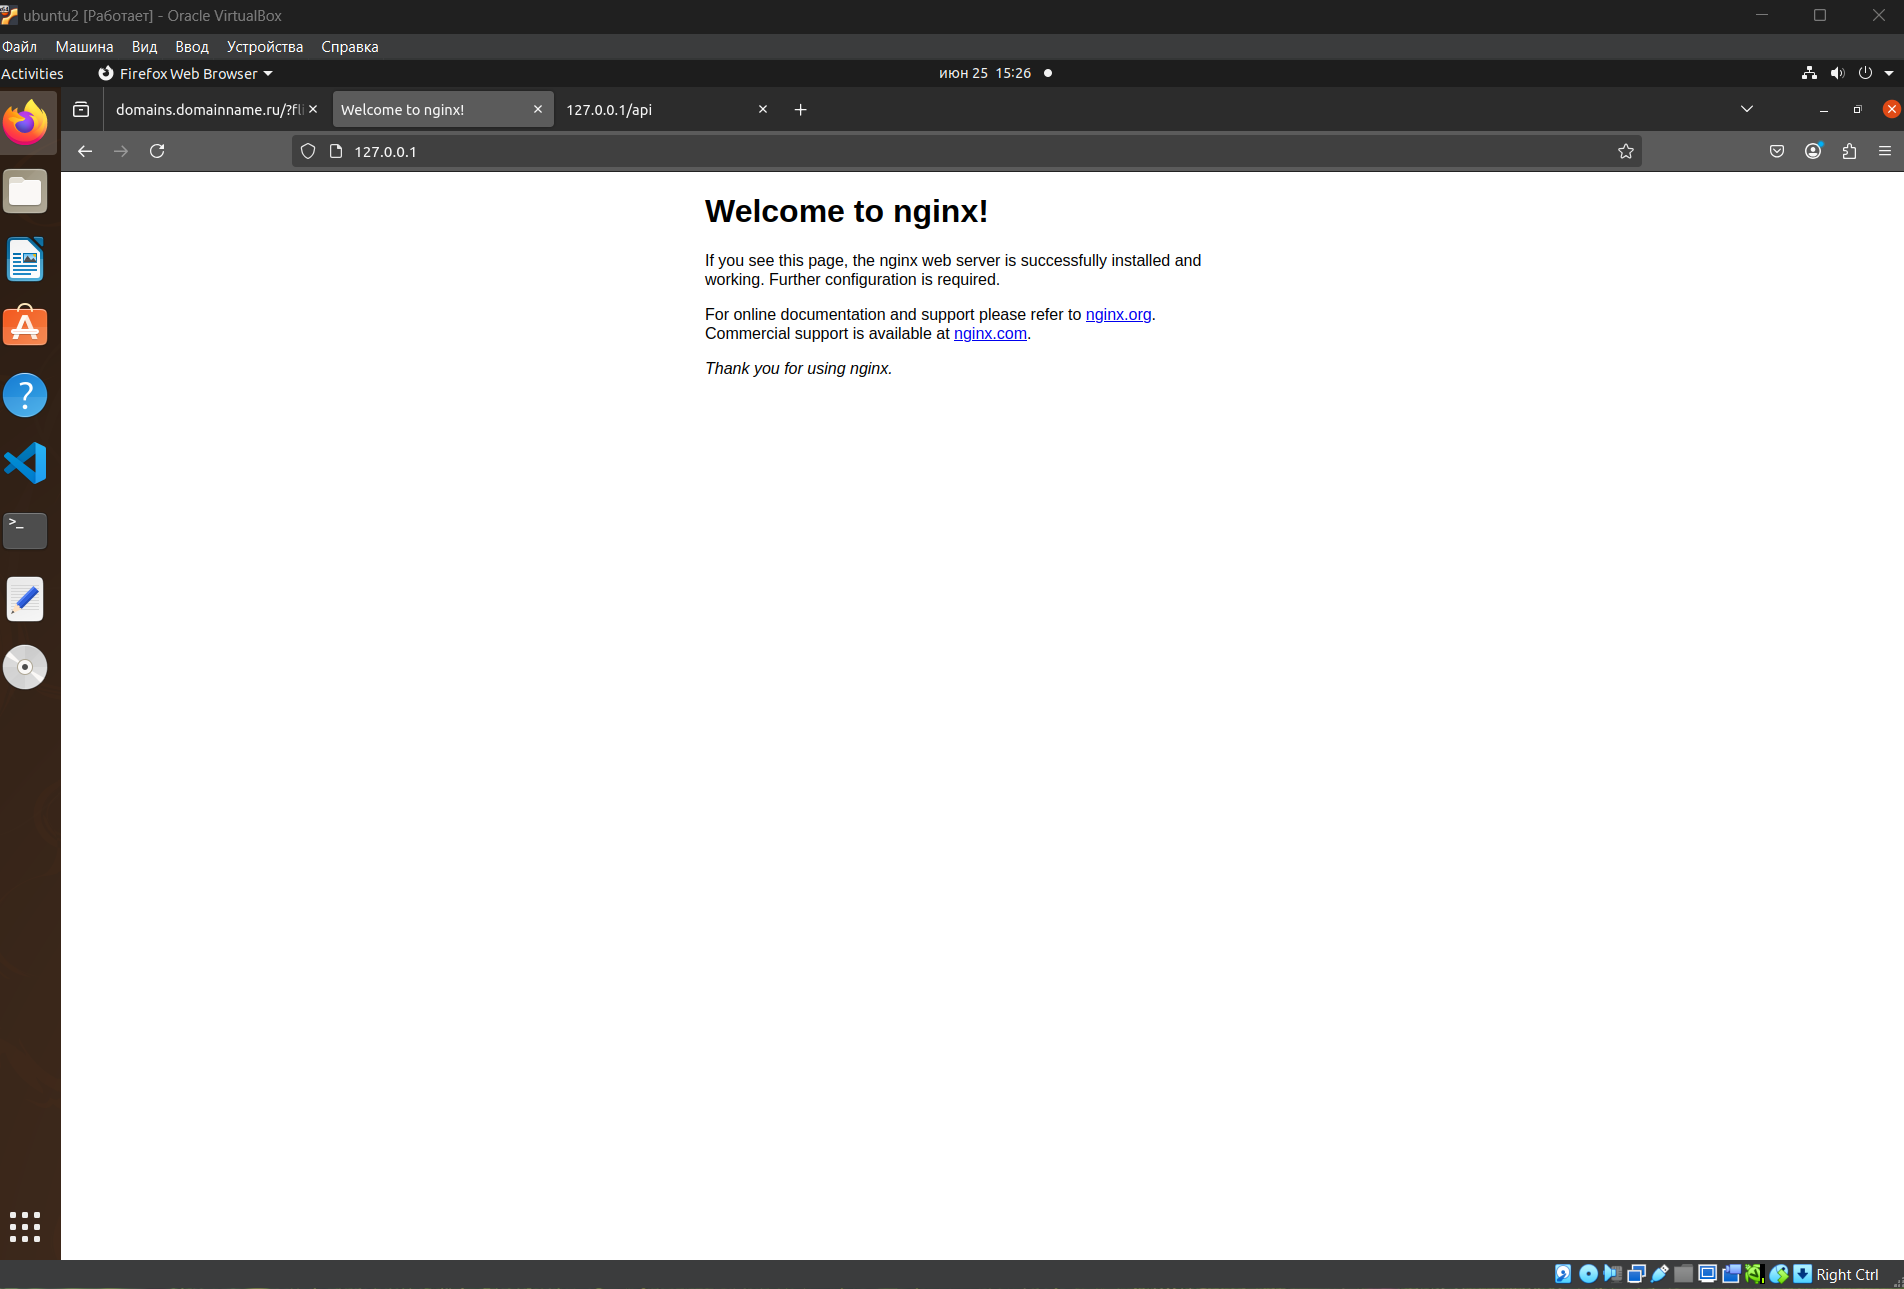 ubuntu2 [Работает] - Oracle VirtualBox
Файл Машина Вид Ввод Устройства Справка
Activities Firefox Web Browser июн 25 15:26
domains.domainname.ru/?fli Welcome to nginx! 127.0.0.1/api
127.0.0.1
Welcome to nginx!
If you see this page, the nginx web server is successfully installed and
working. Further configuration is required.
For online documentation and support please refer to nginx.org.
Commercial support is available at nginx.com.
Thank you for using nginx.
Right Ctrl